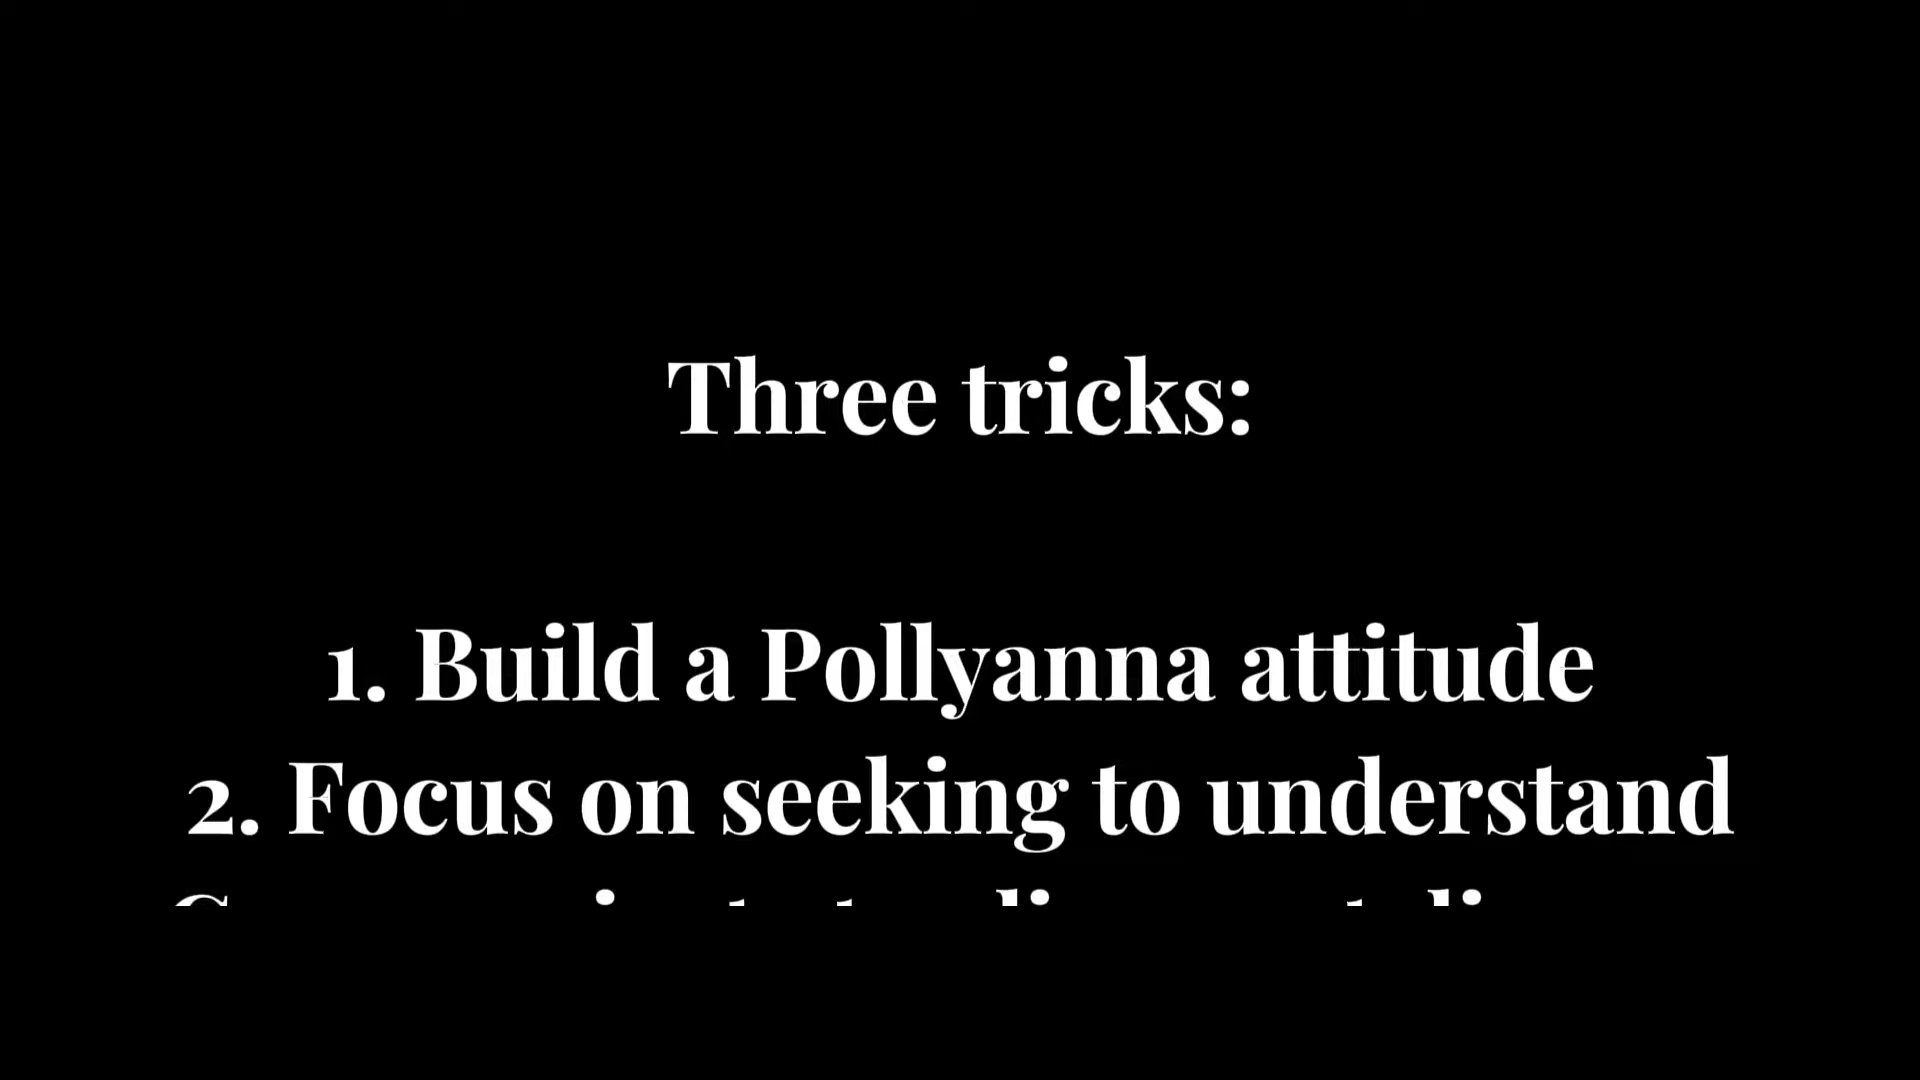 Three tricks:
1. Build a Pollyanna attitude
2. Focus on seeking to understand